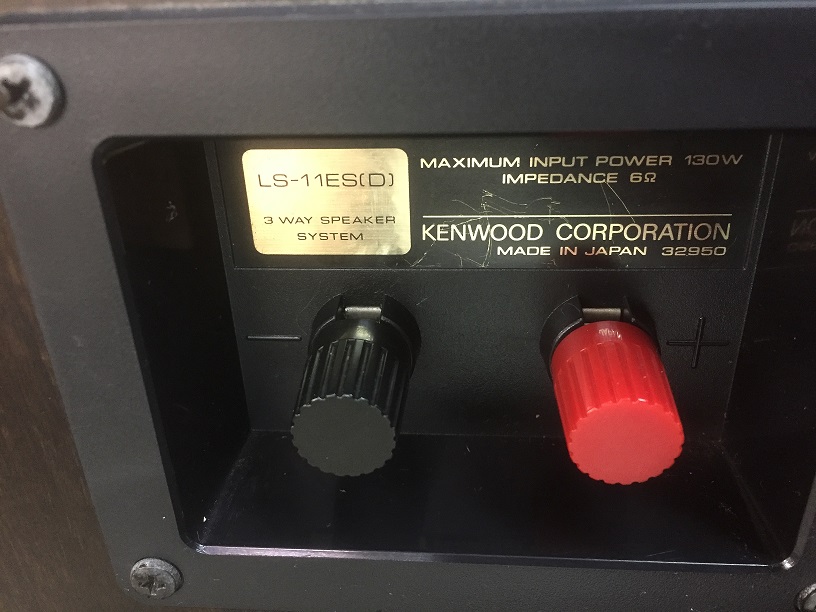 LS-11ES(D)
3 WAY SPEAKER
SYSTEM
MAXIMUM INPUT POWER 130W
IMPEDANCE 6Ω
KENWOOD CORPORATION
MADE IN JAPAN 32950
−
+